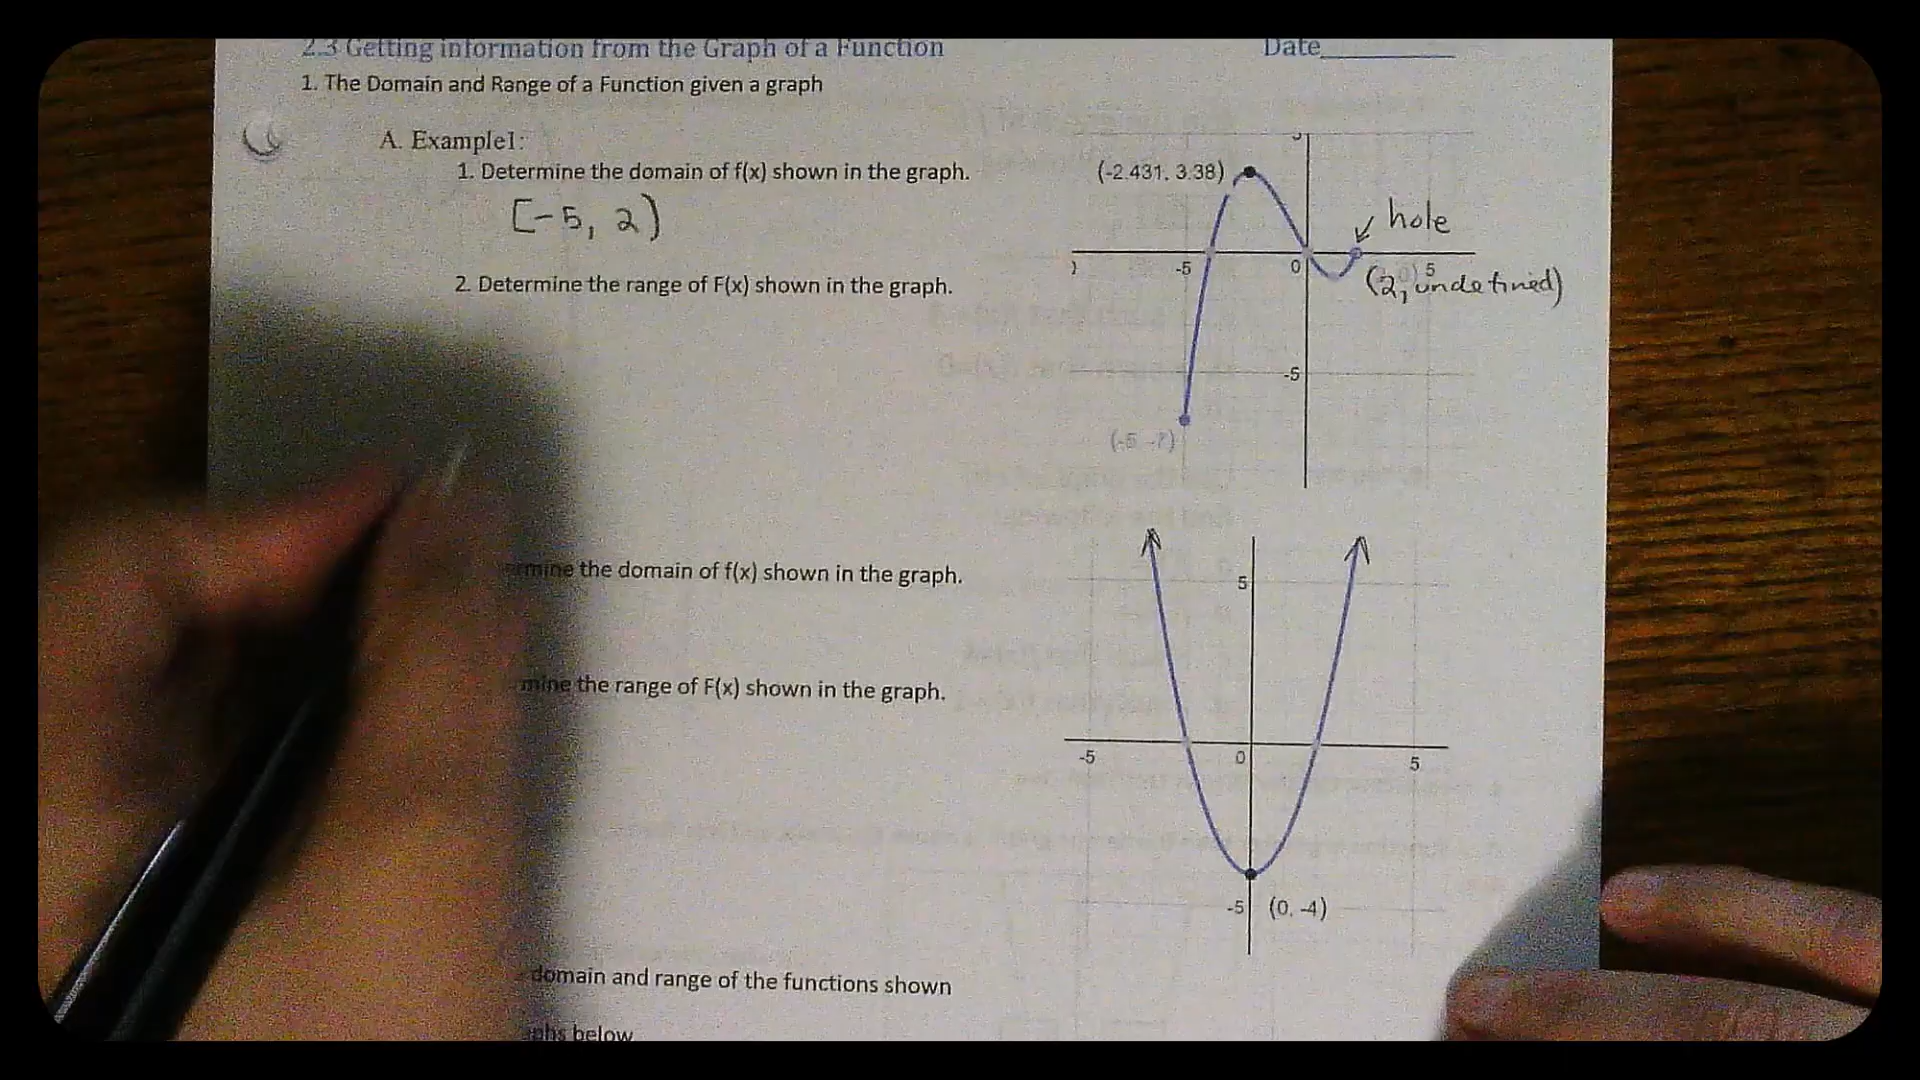 2.3 Getting information from the Graph of a Function
Date
1. The Domain and Range of a Function given a graph
A. Example1:
1. Determine the domain of f(x) shown in the graph.
[-5, 2)
2. Determine the range of F(x) shown in the graph.
(-2.431, 3.38)
hole
-5
0
5
(2, undefined)
-5
(-5 -7)
ermine the domain of f(x) shown in the graph.
5
mine the range of F(x) shown in the graph.
-5
0
5
-5
(0, -4)
domain and range of the functions shown
below